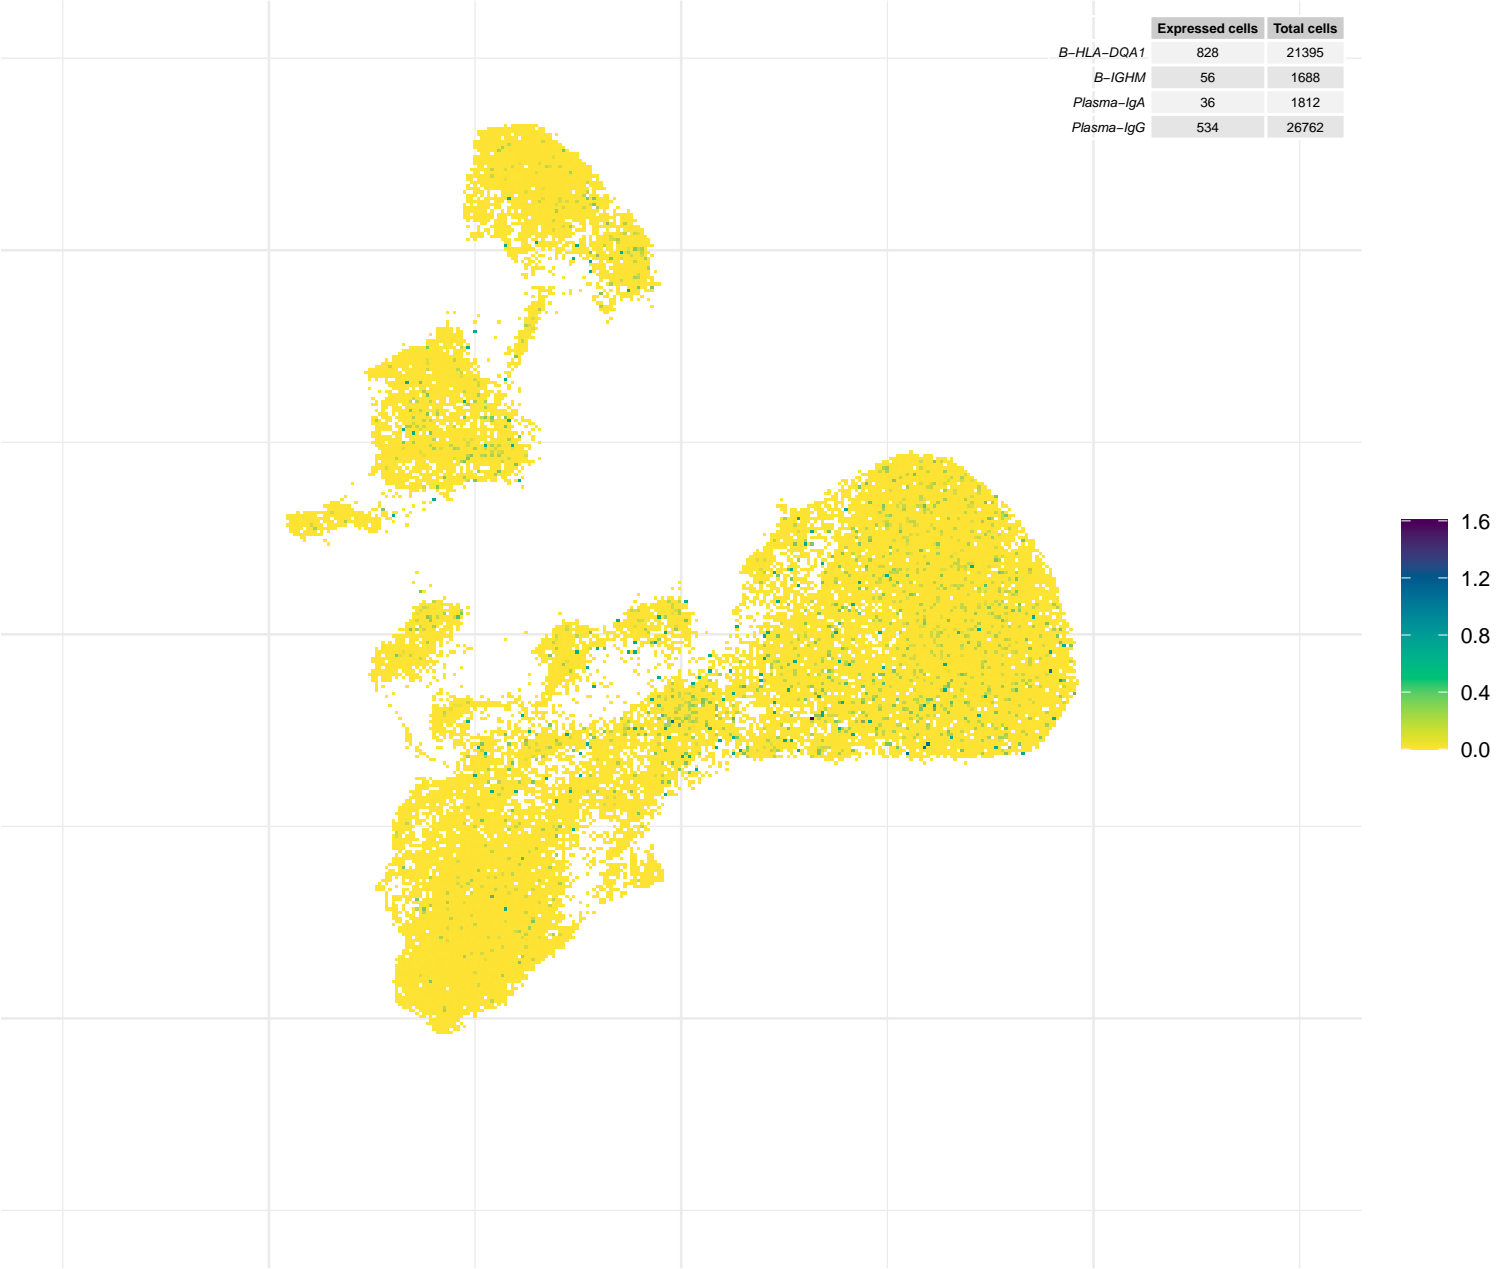 Expressed cells Total cells
B−HLA−DQA1 828 21395
B−IGHM 56 1688
Plasma−IgA 36 1812
Plasma−IgG 534 26762
1.6
1.2
0.8
0.4
0.0